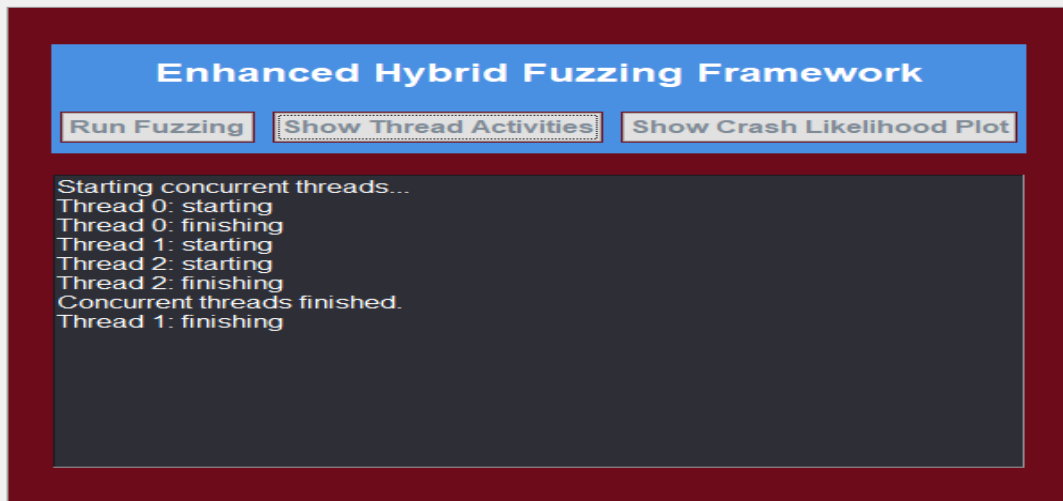 Enhanced Hybrid Fuzzing Framework
Run Fuzzing Show Thread Activities Show Crash Likelihood Plot
Starting concurrent threads...
Thread 0: starting
Thread 0: finishing
Thread 1: starting
Thread 2: starting
Thread 2: finishing
Concurrent threads finished.
Thread 1: finishing